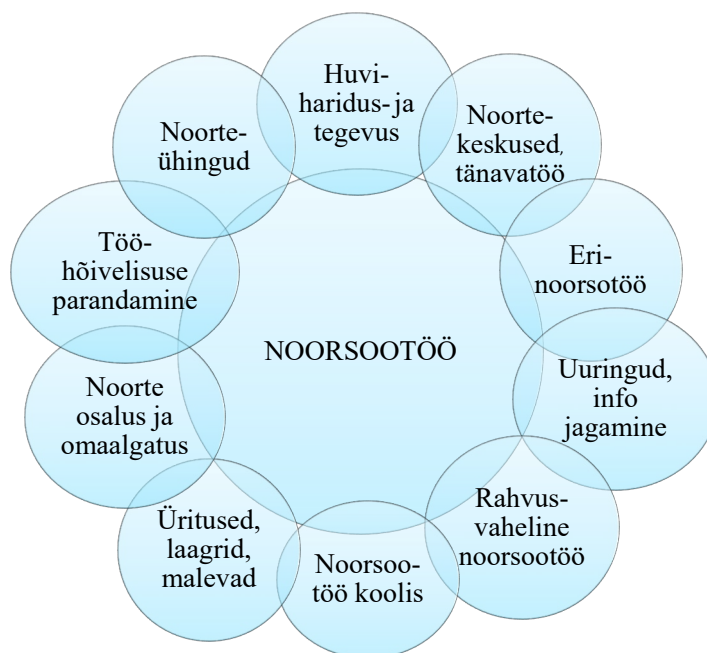 Huvi-
haridus- ja
tegevus
Noorte-
keskused,
tänavatöö
Eri-
noorsotöö
Uuringud,
info
jagamine
Rahvus-
vaheline
noorsootöö
Noorsoo-
töö koolis
Üritused,
laagrid,
malevad
Noorte
osalus ja
omaalgatus
Töö-
hõivelisuse
parandamine
Noorte-
ühingud
NOORSOOTÖÖ